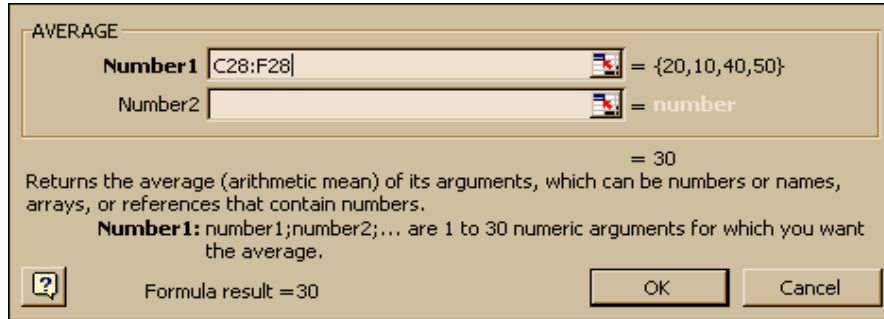 AVERAGE
Number1 C28:F28 = {20,10,40,50}
Number2 = number
= 30
Returns the average (arithmetic mean) of its arguments, which can be numbers or names,
arrays, or references that contain numbers.
Number1: number1;number2;... are 1 to 30 numeric arguments for which you want
the average.
? Formula result =30 OK Cancel